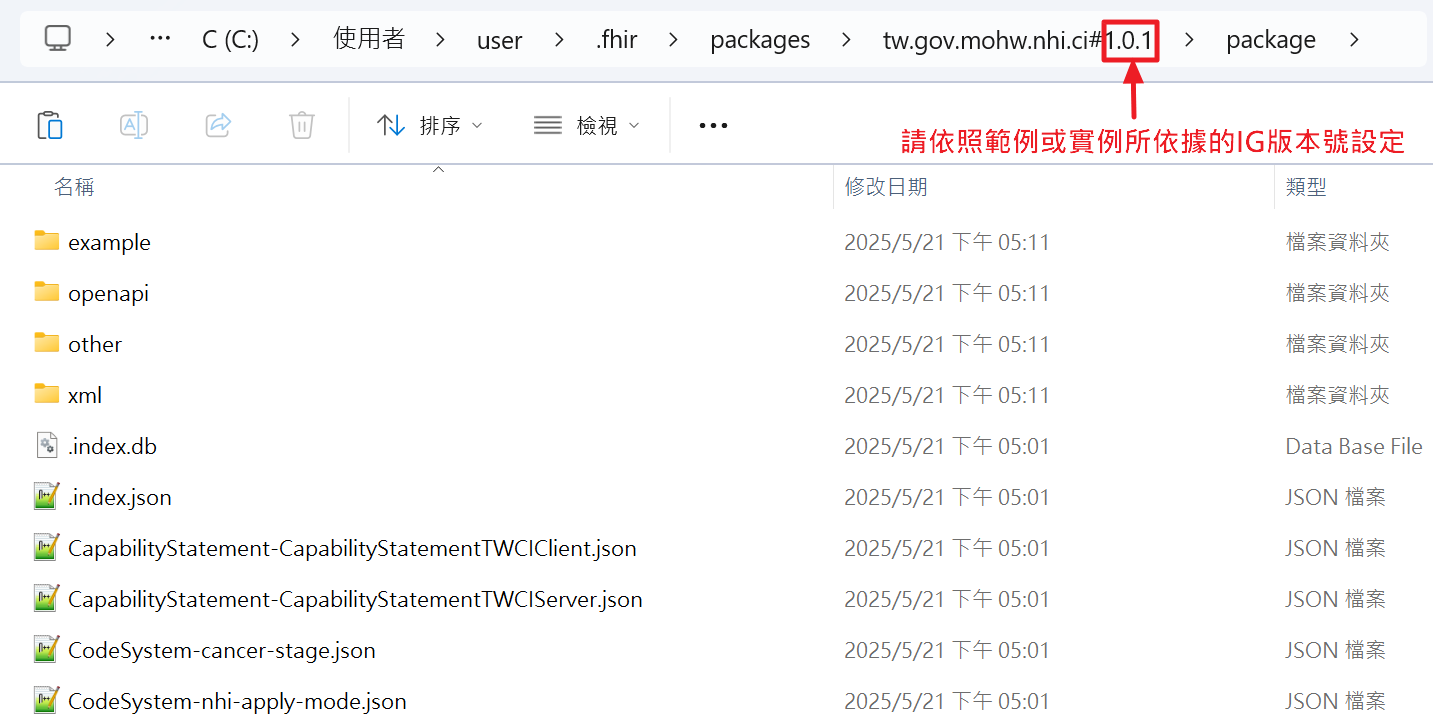 C (C:) 使用者 user .fhir packages tw.gov.mohw.nhi.ci#1.0.1 package
排序 檢視
請依照範例或實例所依據的IG版本號設定
名稱 修改日期 類型
example 2025/5/21 下午 05:11 檔案資料夾
openapi 2025/5/21 下午 05:11 檔案資料夾
other 2025/5/21 下午 05:11 檔案資料夾
xml 2025/5/21 下午 05:11 檔案資料夾
.index.db 2025/5/21 下午 05:01 Data Base File
.index.json 2025/5/21 下午 05:01 JSON 檔案
CapabilityStatement-CapabilityStatementTWCIClient.json 2025/5/21 下午 05:01 JSON 檔案
CapabilityStatement-CapabilityStatementTWCIServer.json 2025/5/21 下午 05:01 JSON 檔案
CodeSystem-cancer-stage.json 2025/5/21 下午 05:01 JSON 檔案
CodeSystem-nhi-apply-mode.json 2025/5/21 下午 05:01 JSON 檔案